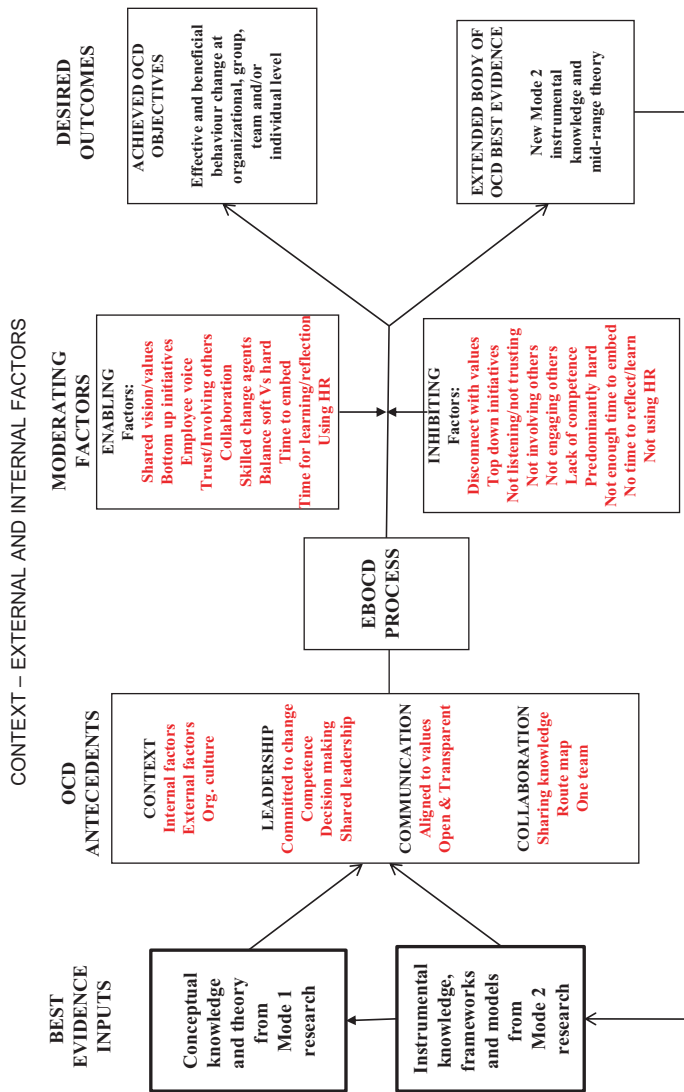 CONTEXT – EXTERNAL AND INTERNAL FACTORS
BEST
EVIDENCE
INPUTS
Conceptual
knowledge
and theory
from
Mode 1
research
Instrumental
knowledge,
frameworks
and models
from
Mode 2
research
OCD
ANTECEDENTS
CONTEXT
Internal factors
External factors
Org. culture
LEADERSHIP
Committed to change
Competence
Decision making
Shared leadership
COMMUNICATION
Aligned to values
Open & Transparent
COLLABORATION
Sharing knowledge
Route map
One team
EBOCD
PROCESS
MODERATING
FACTORS
ENABLING
Factors:
Shared vision/values
Bottom up initiatives
Employee voice
Trust/Involving others
Collaboration
Skilled change agents
Balance soft Vs hard
Time to embed
Time for learning/reflection
Using HR
INHIBITING
Factors:
Disconnect with values
Top down initiatives
Not listening/not trusting
Not involving others
Not engaging others
Lack of competence
Predominantly hard
Not enough time to embed
No time to reflect/learn
Not using HR
DESIRED
OUTCOMES
ACHIEVED OCD
OBJECTIVES
Effective and beneficial
behaviour change at
organizational, group,
team and/or
individual level
EXTENDED BODY OF
OCD BEST EVIDENCE
New Mode 2
instrumental
knowledge and
mid-range theory